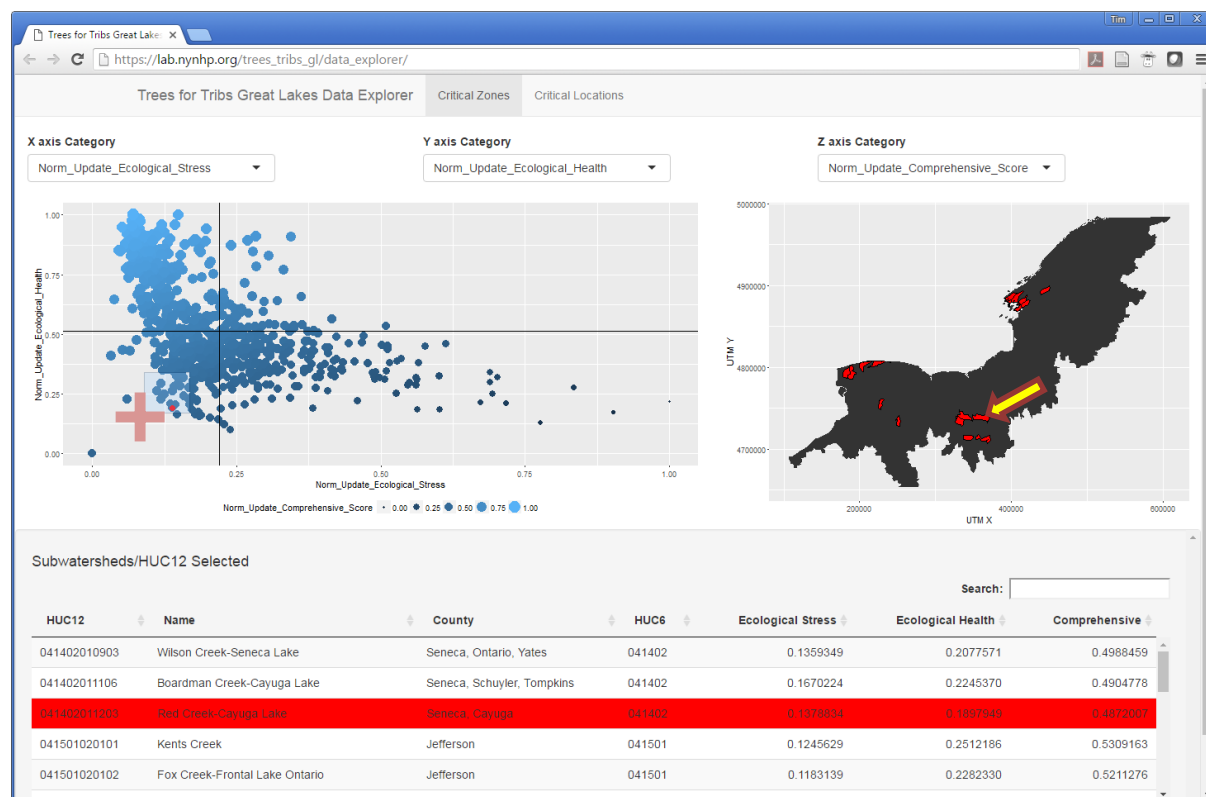 Tim
Trees for Tribs Great Lake
https://lab.nynhp.org/trees_tribs_gl/data_explorer/
Trees for Tribs Great Lakes Data Explorer Critical Zones Critical Locations
X axis Category Y axis Category Z axis Category
Norm_Update_Ecological_Stress Norm_Update_Ecological_Health Norm_Update_Comprehensive_Score
1.00
0.75
0.50
0.25
0.00
Norm_Update_Ecological_Health
0.00 0.25 0.50 0.75 1.00
Norm_Update_Ecological_Stress
Norm_Update_Comprehensive_Score 0.00 0.25 0.50 0.75 1.00
5000000
4900000
4800000
4700000
UTM Y
200000 400000 600000
UTM X
Subwatersheds/HUC12 Selected
Search:
HUC12 Name County HUC6 Ecological Stress Ecological Health Comprehensive
041402010903 Wilson Creek-Seneca Lake Seneca, Ontario, Yates 041402 0.1359349 0.2077571 0.4988459
041402011106 Boardman Creek-Cayuga Lake Seneca, Schuyler, Tompkins 041402 0.1670224 0.2245370 0.4904778
041402011203 Red Creek-Cayuga Lake Seneca, Cayuga 041402 0.1378834 0.1897949 0.4872007
041501020101 Kents Creek Jefferson 041501 0.1245629 0.2512186 0.5309163
041501020102 Fox Creek-Frontal Lake Ontario Jefferson 041501 0.1183139 0.2282330 0.5211276